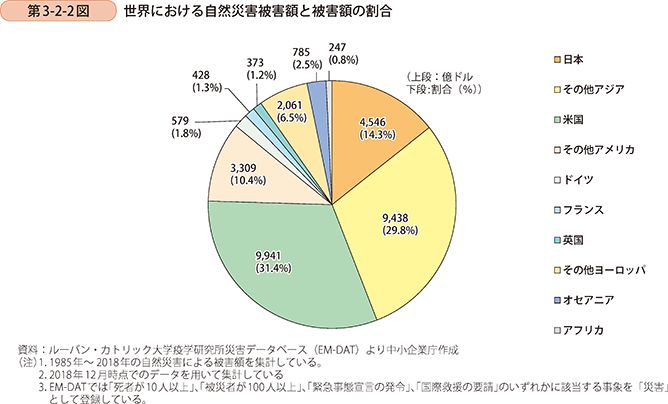 第3-2-2図 世界における自然災害被害額と被害額の割合
（上段：億ドル
下段:割合（%））
247
(0.8%)
785
(2.5%)
373
(1.2%)
428
(1.3%)
579
(1.8%)
2,061
(6.5%)
4,546
(14.3%)
3,309
(10.4%)
9,438
(29.8%)
9,941
(31.4%)
日本
その他アジア
米国
その他アメリカ
ドイツ
フランス
英国
その他ヨーロッパ
オセアニア
アフリカ
資料：ルーバン・カトリック大学疫学研究所災害データベース（EM-DAT）より中小企業庁作成
（注）1. 1985年～2018年の自然災害による被害額を集計している。
2. 2018年12月時点でのデータを用いて集計している
3. EM-DATでは「死者が10人以上」、「被災者が100人以上」、「緊急事態宣言の発令」、「国際救援の要請」のいずれかに該当する事象を「災害」
として登録している。